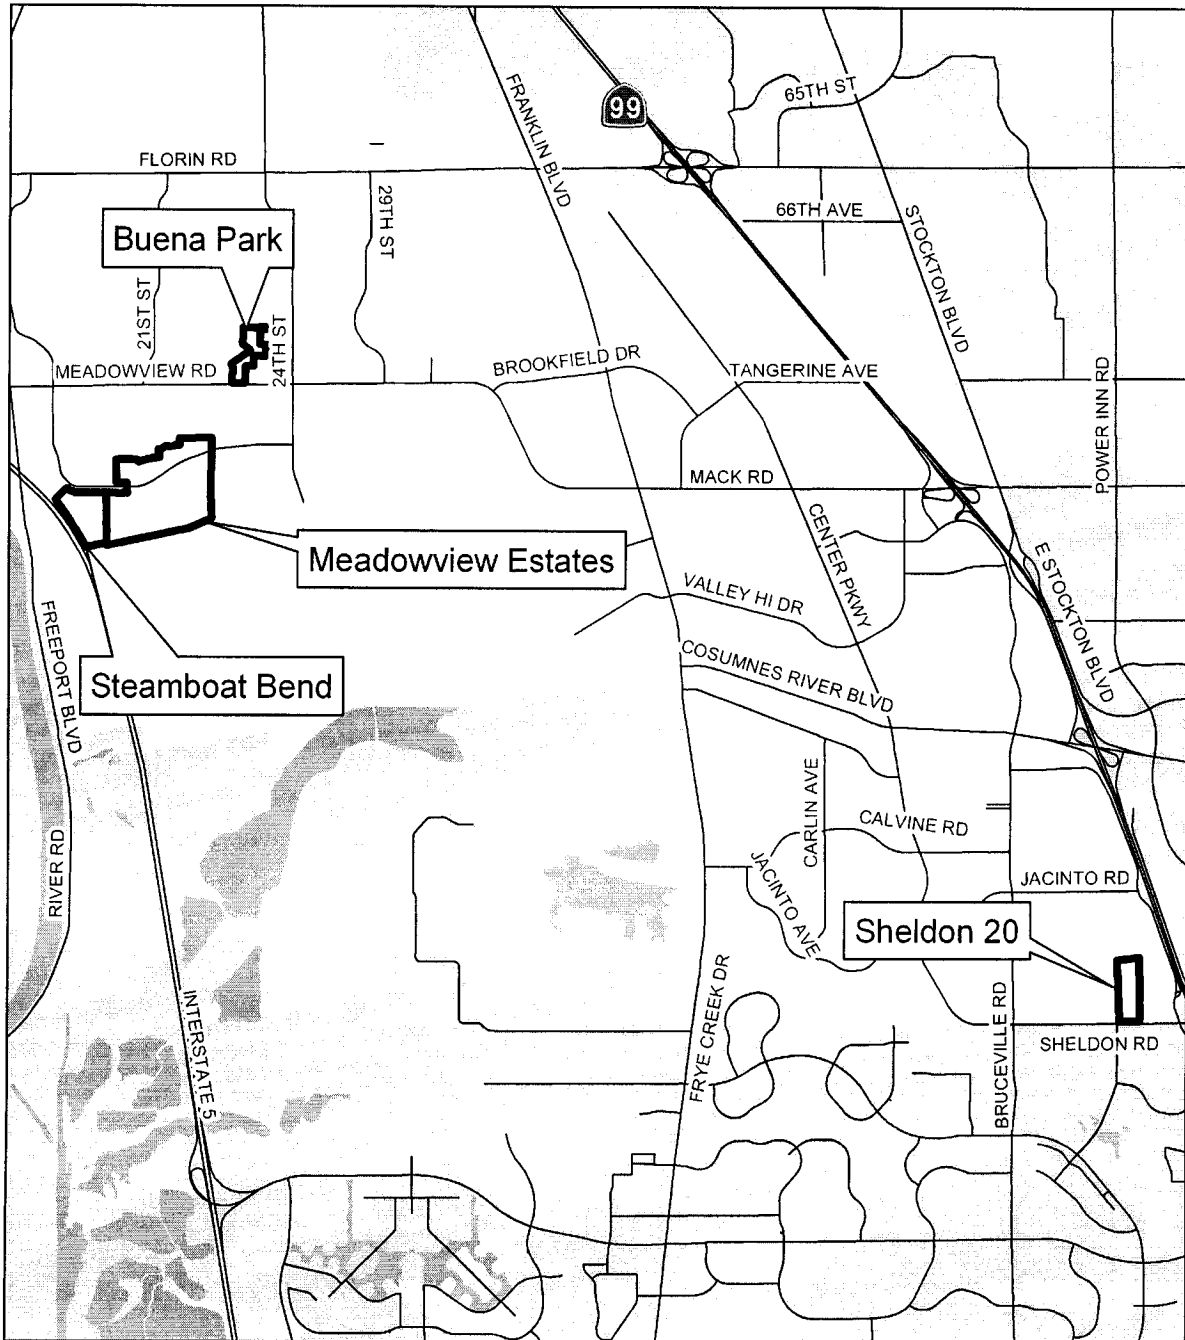 FRANKLIN BLVD
99
65TH ST
FLORIN RD
29TH ST
66TH AVE
STOCKTON BLVD
Buena Park
21ST ST
24TH ST
MEADOWVIEW RD
BROOKFIELD DR
TANGERINE AVE
POWER INN RD
MACK RD
CENTER PKWY
Meadowview Estates
E STOCKTON BLVD
VALLEY HI DR
FREEPORT BLVD
COSUMNES RIVER BLVD
Steamboat Bend
CARLIN AVE
CALVINE RD
RIVER RD
JACINTO RD
JACINTO AVE
Sheldon 20
INTERSTATE 5
FRYE CREEK DR
BRUCEVILLE RD
SHELDON RD